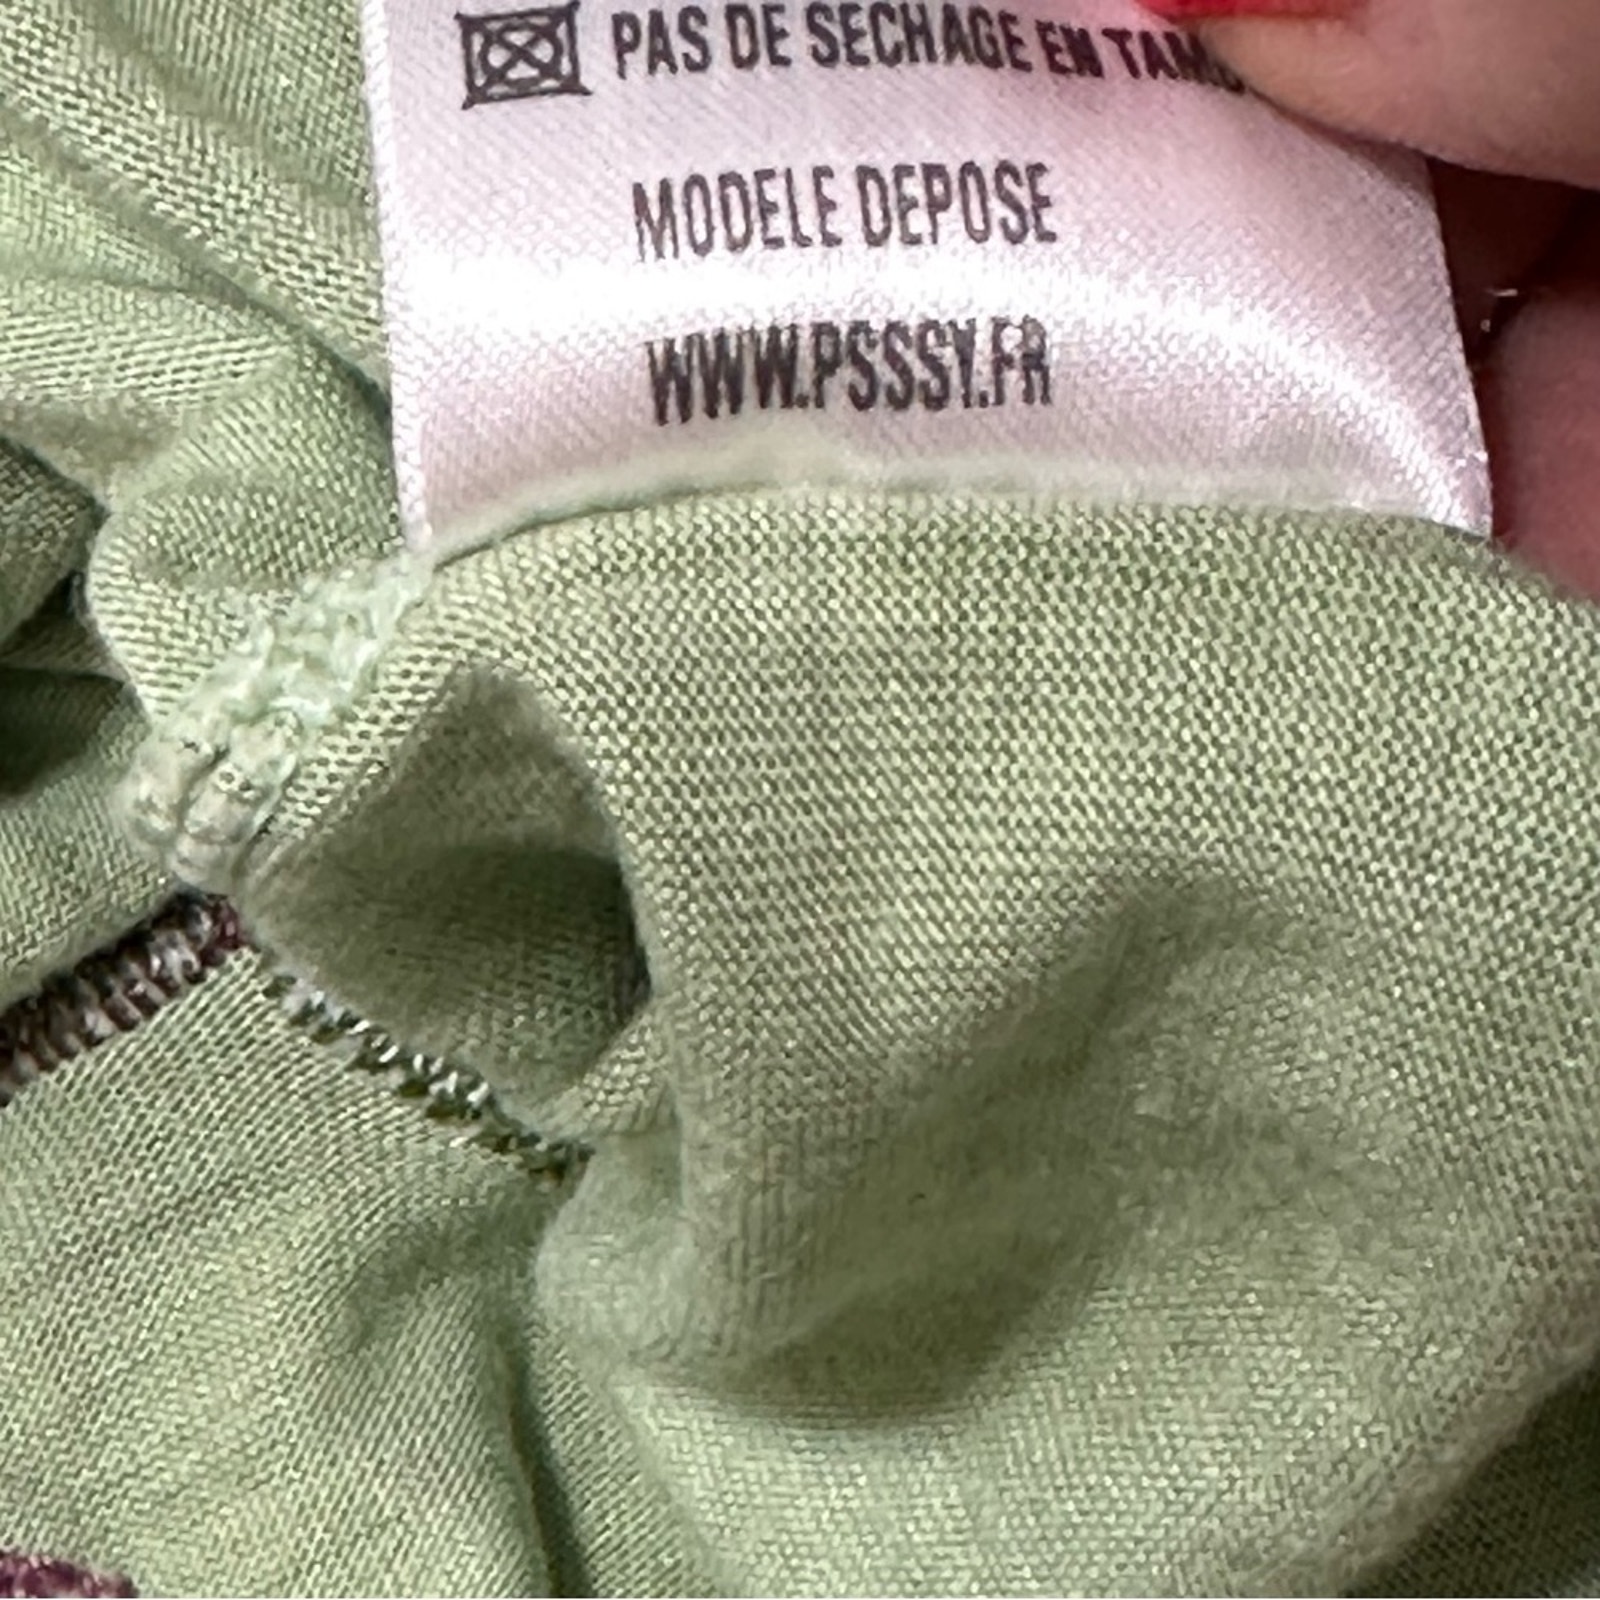 PAS DE SECHAGE EN
MODELE DEPOSE
WWW.PSSSY.FR